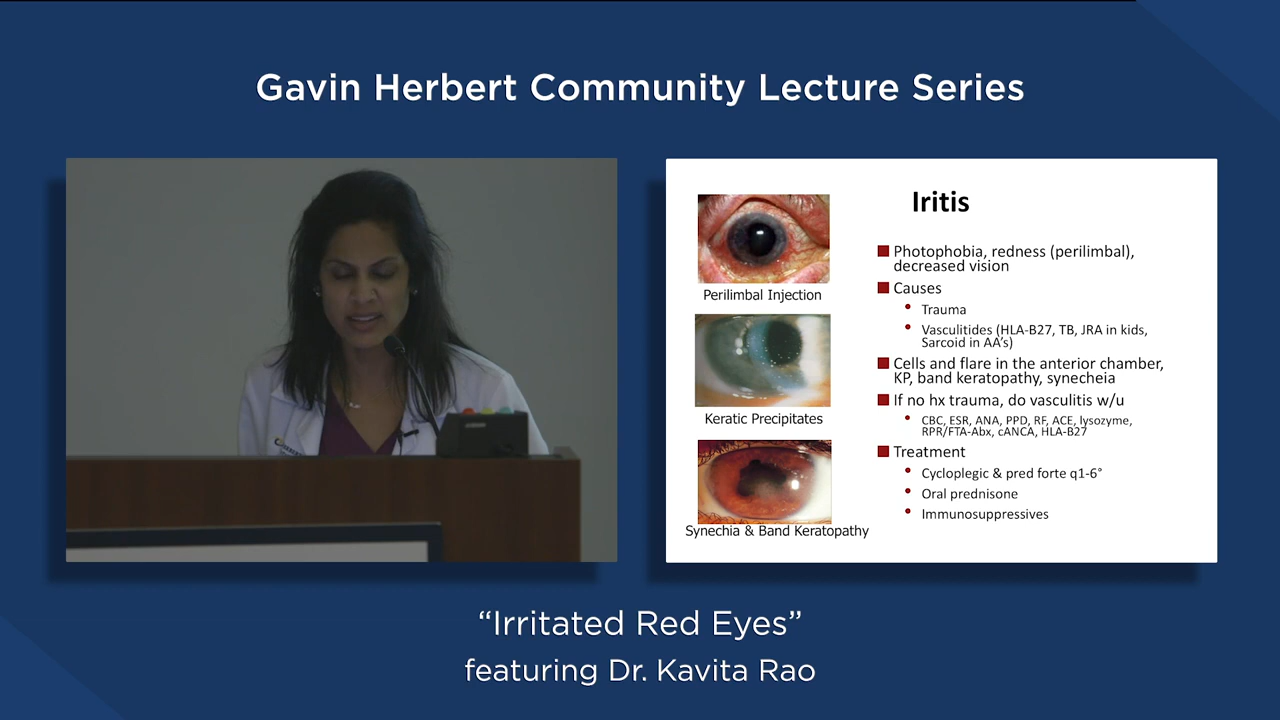 Gavin Herbert Community Lecture Series
Iritis
Perilimbal Injection
Keratic Precipitates
Synechia & Band Keratopathy
Photophobia, redness (perilimbal),
decreased vision
Causes
Trauma
Vasculitides (HLA-B27, TB, JRA in kids,
Sarcoid in AA's)
Cells and flare in the anterior chamber,
KP, band keratopathy, synecheia
If no hx trauma, do vasculitis w/u
CBC, ESR, ANA, PPD, RF, ACE, lysozyme,
RPR/FTA-Abx, cANCA, HLA-B27
Treatment
Cycloplegic & pred forte q1-6°
Oral prednisone
Immunosuppressives
“Irritated Red Eyes”
featuring Dr. Kavita Rao